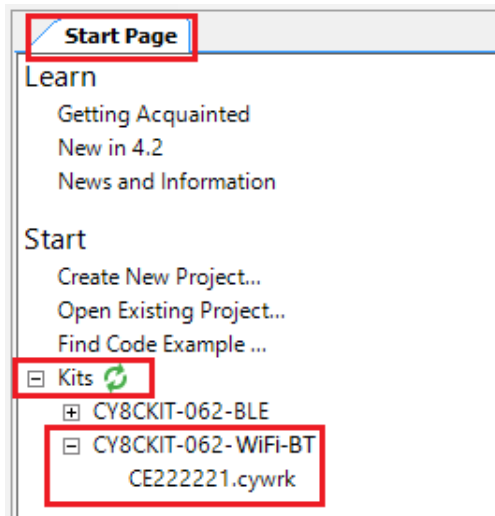 Start Page
Learn
Getting Acquainted
New in 4.2
News and Information
Start
Create New Project...
Open Existing Project...
Find Code Example ...
Kits
CY8CKIT-062-BLE
CY8CKIT-062-WiFi-BT
CE222221.cywrk